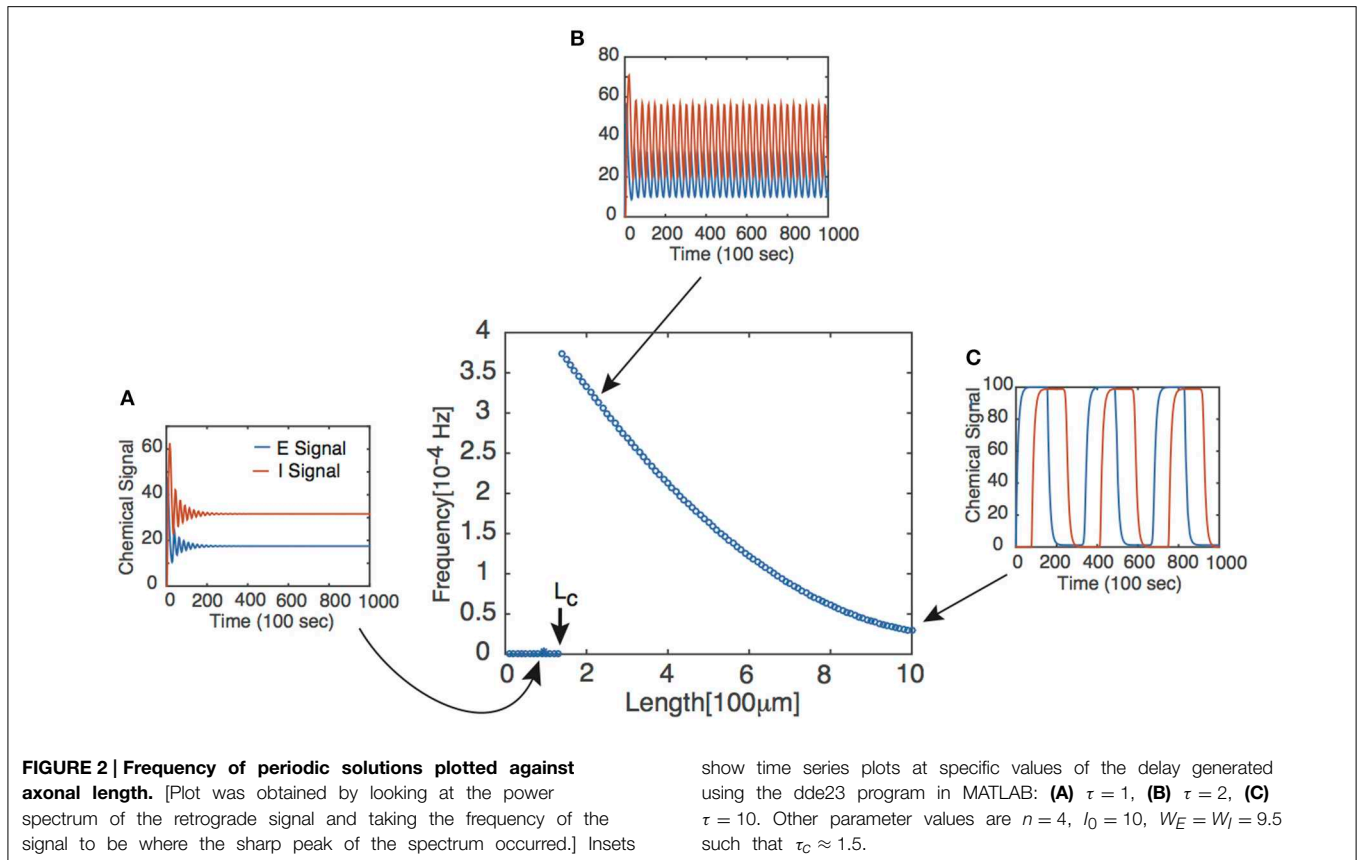 B
80
60
40
20
0
0 200 400 600 800 1000
Time (100 sec)
A
60
40
20
0
Chemical Signal
E Signal
I Signal
0 200 400 600 800 1000
Time (100 sec)
4
3.5
3
2.5
2
1.5
1
0.5
0
Frequency[10⁻⁴ Hz]
L_C
0 2 4 6 8 10
Length[100μm]
C
100
80
60
40
20
0
Chemical Signal
0 200 400 600 800 1000
Time (100 sec)
FIGURE 2 | Frequency of periodic solutions plotted against
axonal length. [Plot was obtained by looking at the power
spectrum of the retrograde signal and taking the frequency of the
signal to be where the sharp peak of the spectrum occurred.] Insets
show time series plots at specific values of the delay generated
using the dde23 program in MATLAB: (A) τ = 1, (B) τ = 2, (C)
τ = 10. Other parameter values are n = 4, I₀ = 10, W_E = W_I = 9.5
such that τ_c ≈ 1.5.